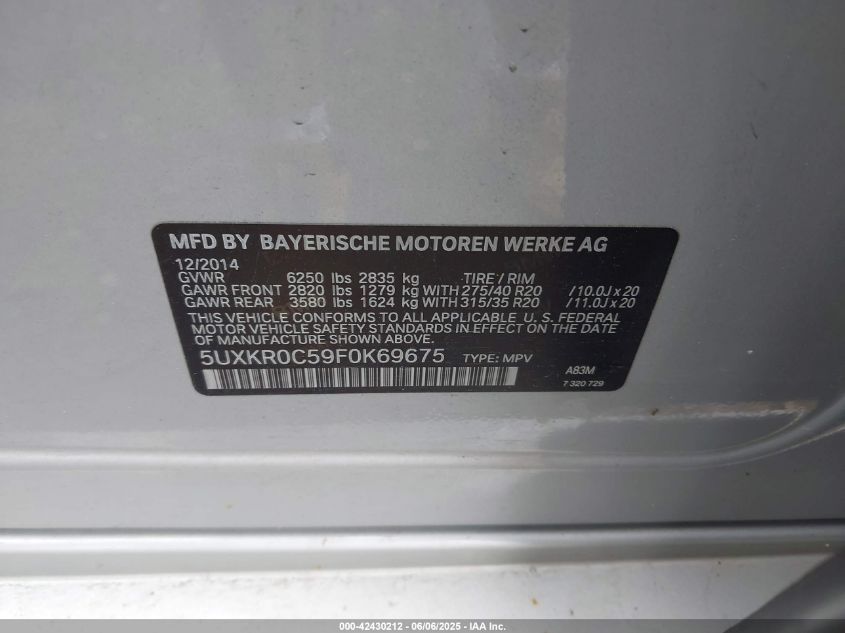 MFD BY BAYERISCHE MOTOREN WERKE AG
12/2014
GVWR 6250 lbs 2835 kg TIRE / RIM
GAWR FRONT 2820 lbs 1279 kg WITH 275/40 R20 /10.0J x 20
GAWR REAR 3580 lbs 1624 kg WITH 315/35 R20 /11.0J x 20
THIS VEHICLE CONFORMS TO ALL APPLICABLE U. S. FEDERAL
MOTOR VEHICLE SAFETY STANDARDS IN EFFECT ON THE DATE
OF MANUFACTURE SHOWN ABOVE.
5UXKR0C59F0K69675 TYPE: MPV A83M
7 320 729
000-42430212 - 06/06/2025 - IAA Inc.